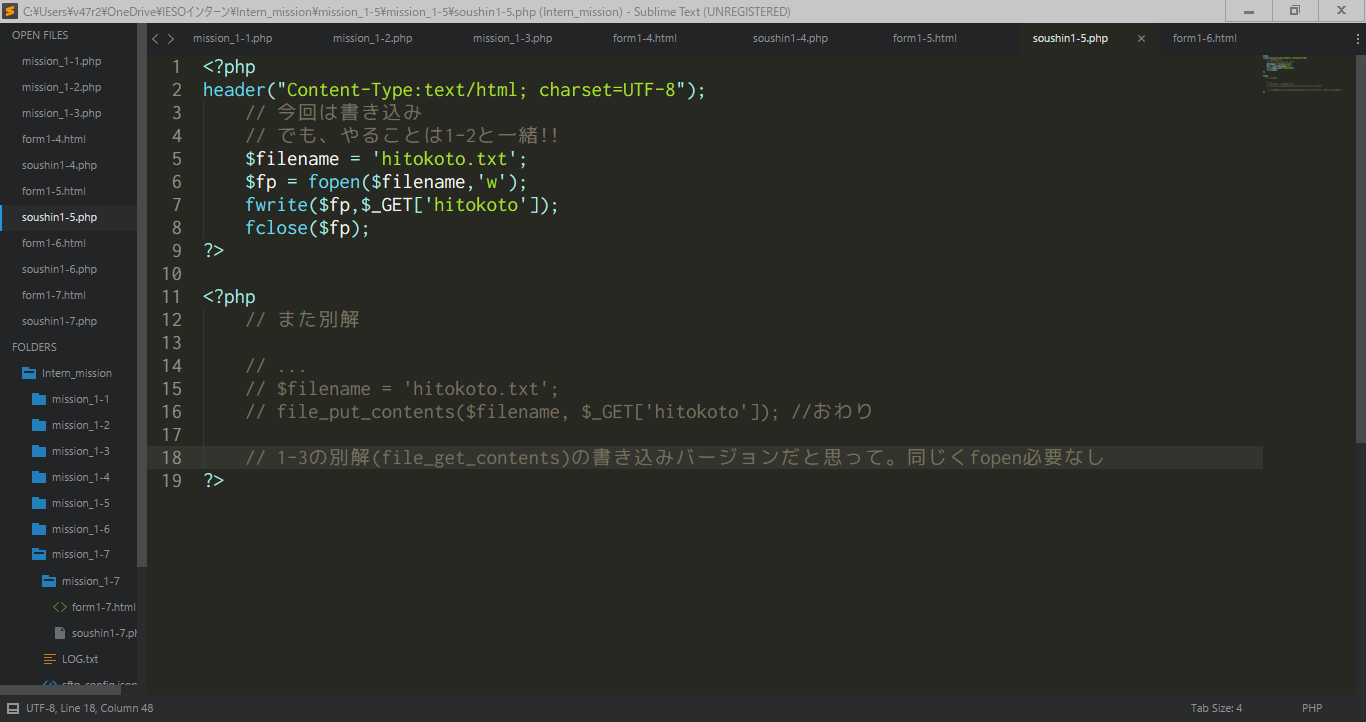 C:¥Users¥v47r2¥OneDrive¥IESOインターン¥Intern_mission¥mission_1-5¥mission_1-5¥soushin1-5.php (Intern_mission) - Sublime Text (UNREGISTERED)
OPEN FILES
mission_1-1.php
mission_1-2.php
mission_1-3.php
form1-4.html
soushin1-4.php
form1-5.html
soushin1-5.php
form1-6.html
soushin1-6.php
form1-7.html
soushin1-7.php
FOLDERS
Intern_mission
mission_1-1
mission_1-2
mission_1-3
mission_1-4
mission_1-5
mission_1-6
mission_1-7
mission_1-7
form1-7.html
soushin1-7.ph
LOG.txt
sftp-config.json
mission_1-1.php mission_1-2.php mission_1-3.php form1-4.html soushin1-4.php form1-5.html soushin1-5.php × form1-6.html
1 <?php
2 header("Content-Type:text/html; charset=UTF-8");
3 // 今回は書き込み
4 // でも、やることは1-2と一緒!!
5 $filename = 'hitokoto.txt';
6 $fp = fopen($filename,'w');
7 fwrite($fp,$_GET['hitokoto']);
8 fclose($fp);
9 ?>
10
11 <?php
12 // また別解
13
14 // ...
15 // $filename = 'hitokoto.txt';
16 // file_put_contents($filename, $_GET['hitokoto']); //おわり
17
18 // 1-3の別解(file_get_contents)の書き込みバージョンだと思って。同じくfopen必要なし
19 ?>
UTF-8, Line 18, Column 48 Tab Size: 4 PHP